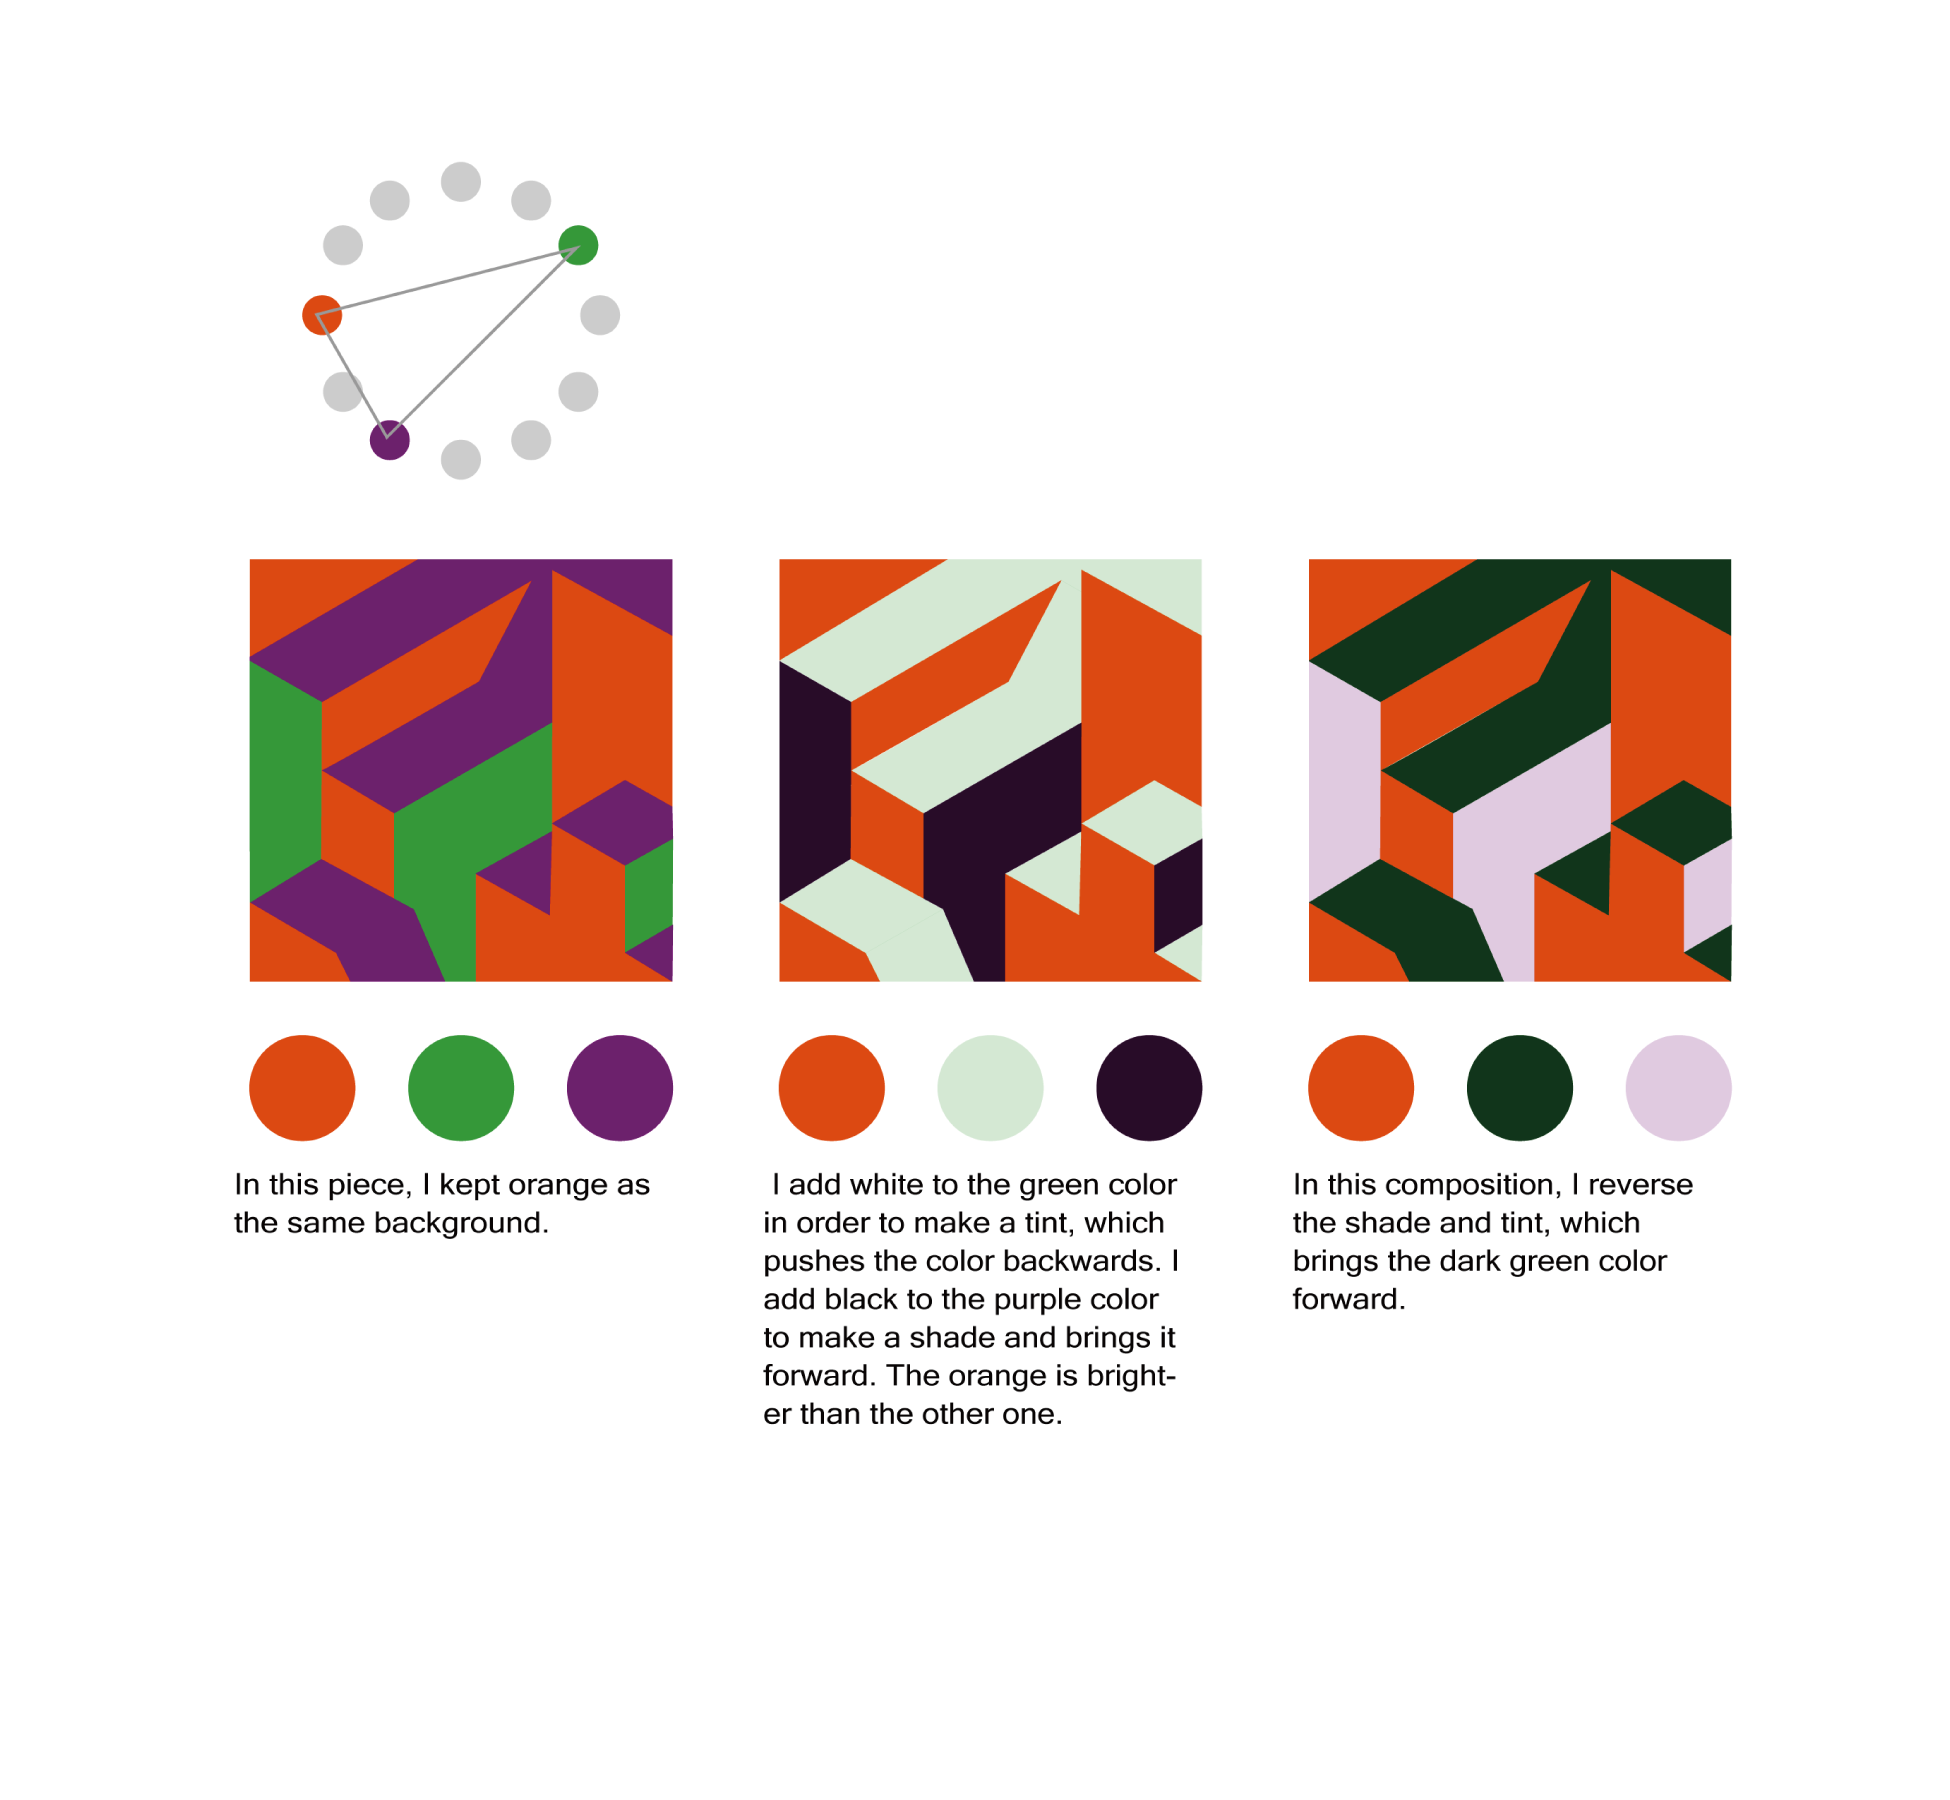 In this piece, I kept orange as
the same background.
I add white to the green color
in order to make a tint, which
pushes the color backwards. I
add black to the purple color
to make a shade and brings it
forward. The orange is bright-
er than the other one.
In this composition, I reverse
the shade and tint, which
brings the dark green color
forward.